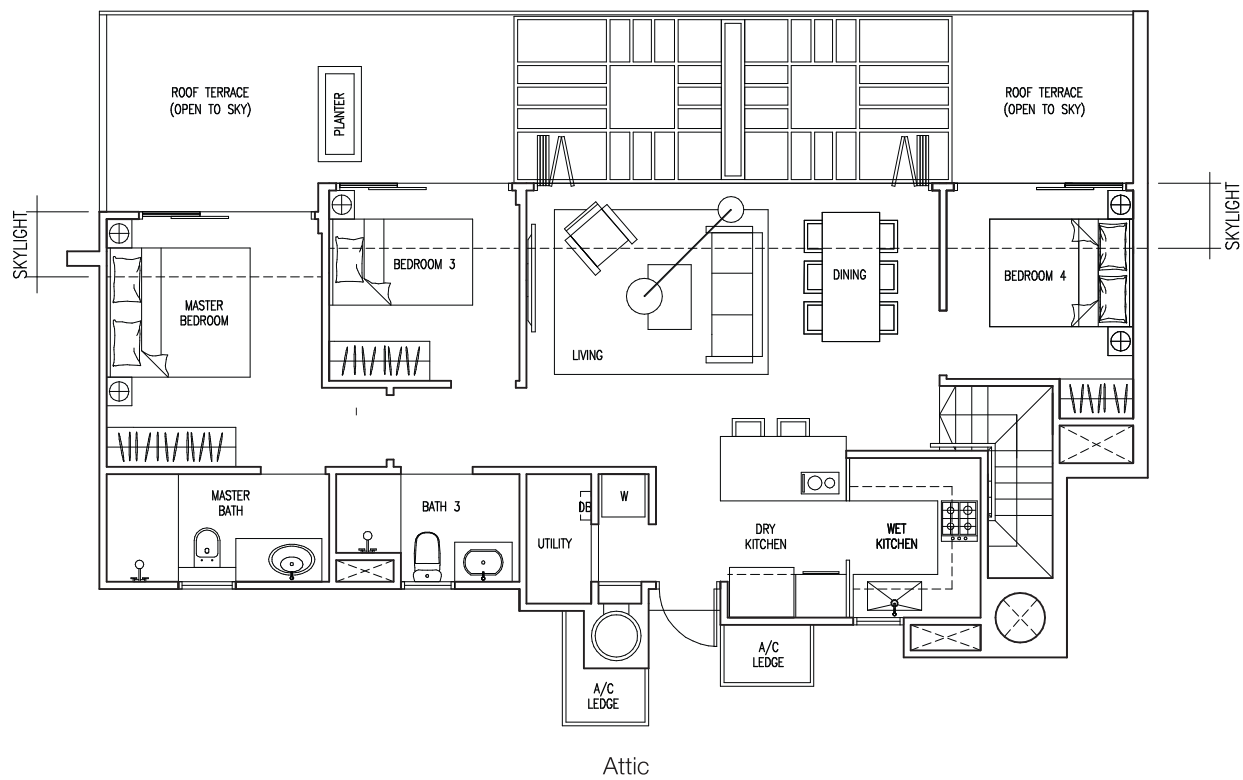 ROOF TERRACE
(OPEN TO SKY)
PLANTER
ROOF TERRACE
(OPEN TO SKY)
SKYLIGHT
SKYLIGHT
BEDROOM 3
DINING
BEDROOM 4
MASTER
BEDROOM
LIVING
MASTER
BATH
BATH 3
DB
W
UTILITY
DRY
KITCHEN
WET
KITCHEN
A/C
LEDGE
A/C
LEDGE
Attic